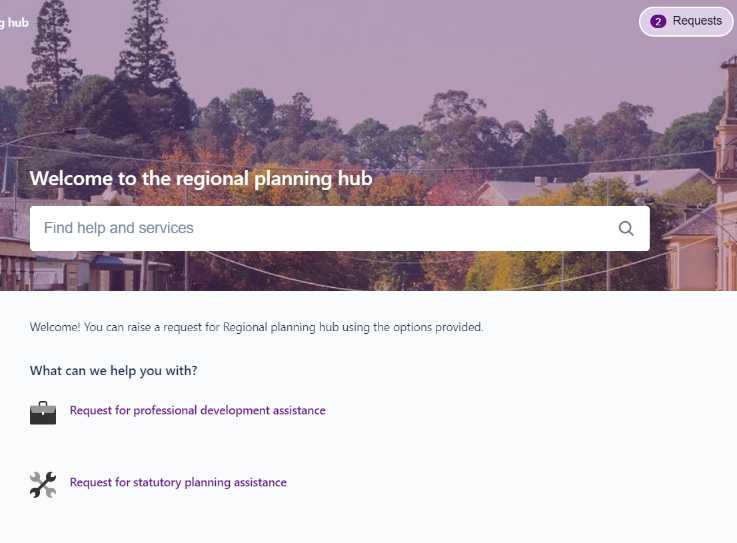 g hub
2 Requests
Welcome to the regional planning hub
Find help and services
Welcome! You can raise a request for Regional planning hub using the options provided.
What can we help you with?
Request for professional development assistance
Request for statutory planning assistance